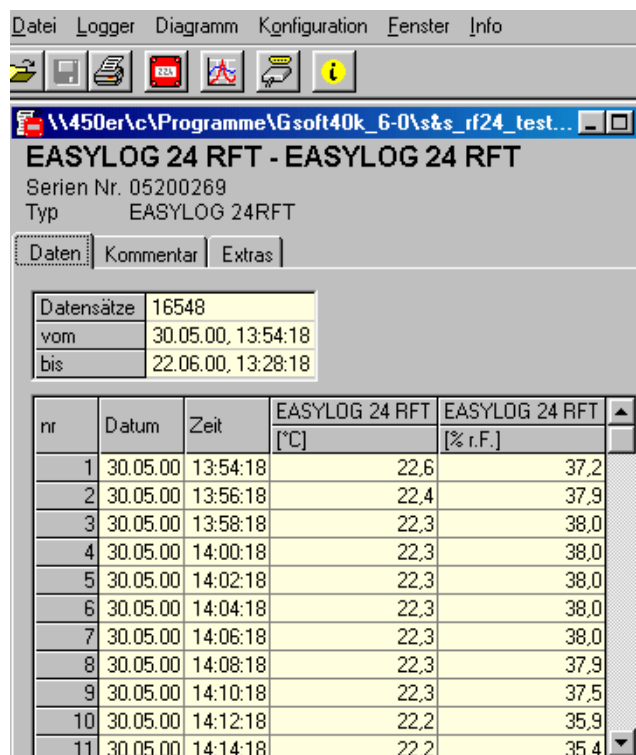 Datei Logger Diagramm Konfiguration Fenster Info
\\450er\c\Programme\Gsoft40k_6-0\s&s_rf24_test...
EASYLOG 24 RFT - EASYLOG 24 RFT
Serien Nr. 05200269
Typ EASYLOG 24RFT
Daten Kommentar Extras
Datensätze 16548
vom 30.05.00, 13:54:18
bis 22.06.00, 13:28:18
nr Datum Zeit EASYLOG 24 RFT EASYLOG 24 RFT
[°C] [% r.F.]
1 30.05.00 13:54:18 22,6 37,2
2 30.05.00 13:56:18 22,4 37,9
3 30.05.00 13:58:18 22,3 38,0
4 30.05.00 14:00:18 22,3 38,0
5 30.05.00 14:02:18 22,3 38,0
6 30.05.00 14:04:18 22,3 38,0
7 30.05.00 14:06:18 22,3 38,0
8 30.05.00 14:08:18 22,3 37,9
9 30.05.00 14:10:18 22,3 37,5
10 30.05.00 14:12:18 22,2 35,9
11 30.05.00 14:14:18 22,2 35,4